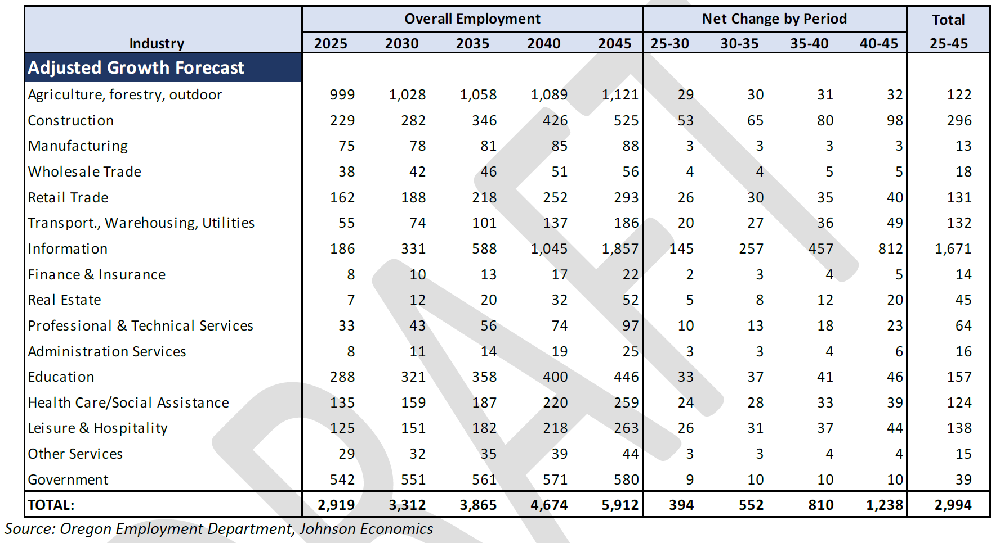 Overall Employment Net Change by Period Total
Industry 2025 2030 2035 2040 2045 25-30 30-35 35-40 40-45 25-45
Adjusted Growth Forecast
Agriculture, forestry, outdoor 999 1,028 1,058 1,089 1,121 29 30 31 32 122
Construction 229 282 346 426 525 53 65 80 98 296
Manufacturing 75 78 81 85 88 3 3 3 3 13
Wholesale Trade 38 42 46 51 56 4 4 5 5 18
Retail Trade 162 188 218 252 293 26 30 35 40 131
Transport., Warehousing, Utilities 55 74 101 137 186 20 27 36 49 132
Information 186 331 588 1,045 1,857 145 257 457 812 1,671
Finance & Insurance 8 10 13 17 22 2 3 4 5 14
Real Estate 7 12 20 32 52 5 8 12 20 45
Professional & Technical Services 33 43 56 74 97 10 13 18 23 64
Administration Services 8 11 14 19 25 3 3 4 6 16
Education 288 321 358 400 446 33 37 41 46 157
Health Care/Social Assistance 135 159 187 220 259 24 28 33 39 124
Leisure & Hospitality 125 151 182 218 263 26 31 37 44 138
Other Services 29 32 35 39 44 3 3 4 4 15
Government 542 551 561 571 580 9 10 10 10 39
TOTAL: 2,919 3,312 3,865 4,674 5,912 394 552 810 1,238 2,994
Source: Oregon Employment Department, Johnson Economics
DRAFT